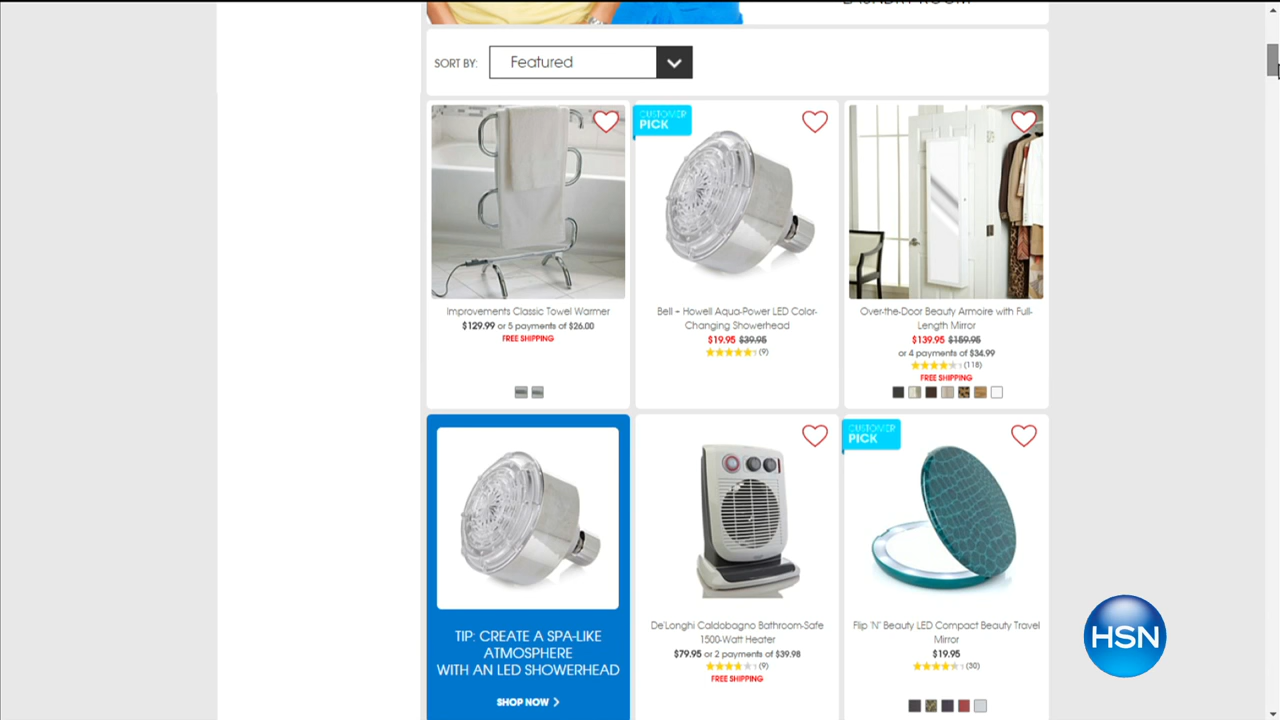 LAUNDRY ROOM
SORT BY: Featured
Improvements Classic Towel Warmer
$129.99 or 5 payments of $26.00
FREE SHIPPING
CUSTOMER
PICK
Bell + Howell Aqua-Power LED Color-
Changing Showerhead
$19.95 $39.95
(9)
Over-the-Door Beauty Armoire with Full-
Length Mirror
$139.95 $159.95
or 4 payments of $34.99
(118)
FREE SHIPPING
TIP: CREATE A SPA-LIKE
ATMOSPHERE
WITH AN LED SHOWERHEAD
SHOP NOW >
De'Longhi Caldobagno Bathroom-Safe
1500-Watt Heater
$79.95 or 2 payments of $39.98
(9)
FREE SHIPPING
CUSTOMER
PICK
Flip 'N' Beauty LED Compact Beauty Travel
Mirror
$19.95
(30)
HSN